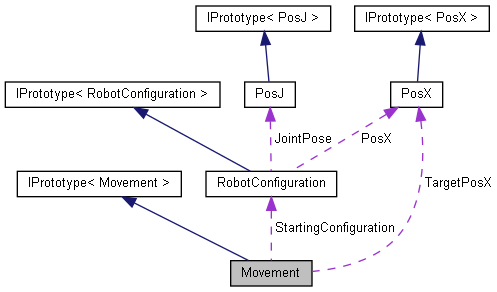 IPrototype< PosJ >
IPrototype< PosX >
IPrototype< RobotConfiguration >
PosJ
PosX
JointPose
PosX
IPrototype< Movement >
RobotConfiguration
TargetPosX
StartingConfiguration
Movement